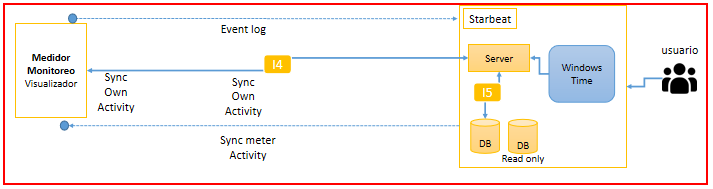 Event log
Starbeat
usuario
Medidor
Monitoreo
Visualizador
I4
Server
Windows
Time
Sync
Own
Activity
Sync
Own
Activity
I5
DB
DB
Read only
Sync meter
Activity